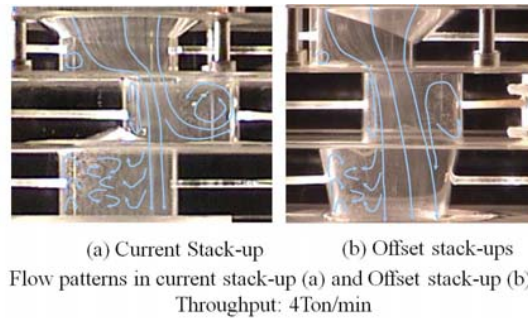 (a) Current Stack-up
(b) Offset stack-ups
Flow patterns in current stack-up (a) and Offset stack-up (b)
Throughput: 4Ton/min